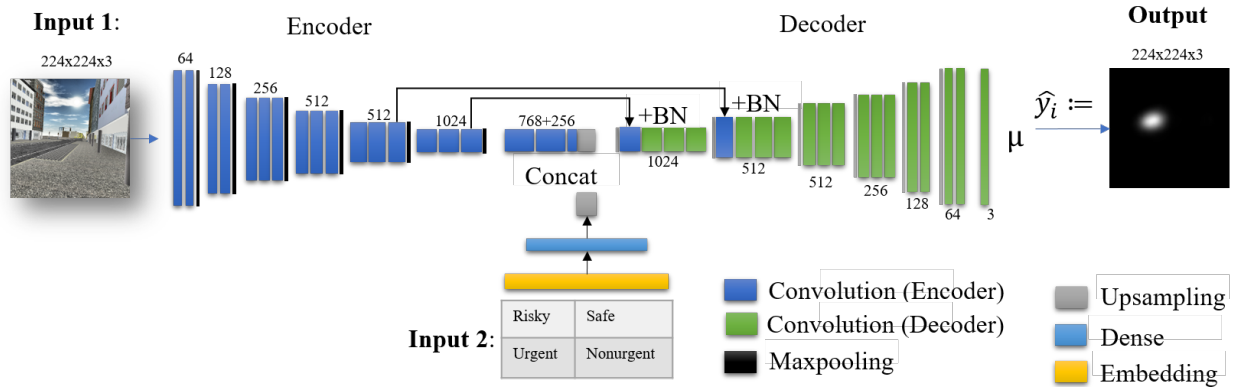 Input 1:
Encoder
Decoder
Output
224x224x3
64
128
256
512
512
1024
768+256
+BN
1024
+BN
512
512
256
128
64
3
μ
ŷᵢ :=
224x224x3
Concat
Input 2:
Risky
Safe
Urgent
Nonurgent
Convolution (Encoder)
Convolution (Decoder)
Maxpooling
Upsampling
Dense
Embedding